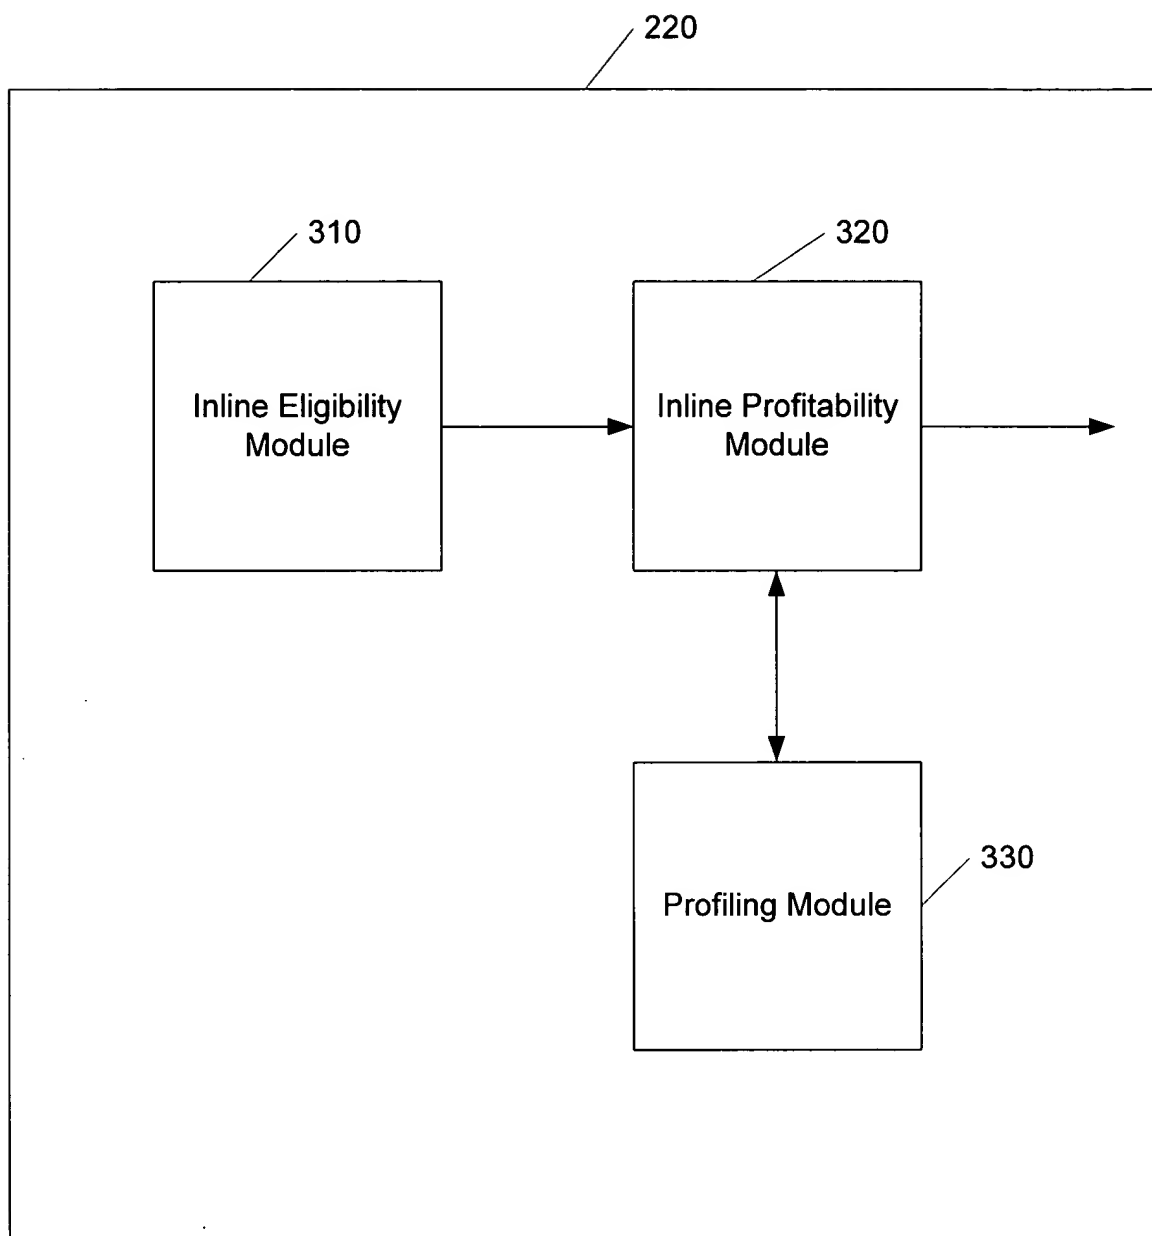 220
310
320
Inline Eligibility
Module
Inline Profitability
Module
330
Profiling Module